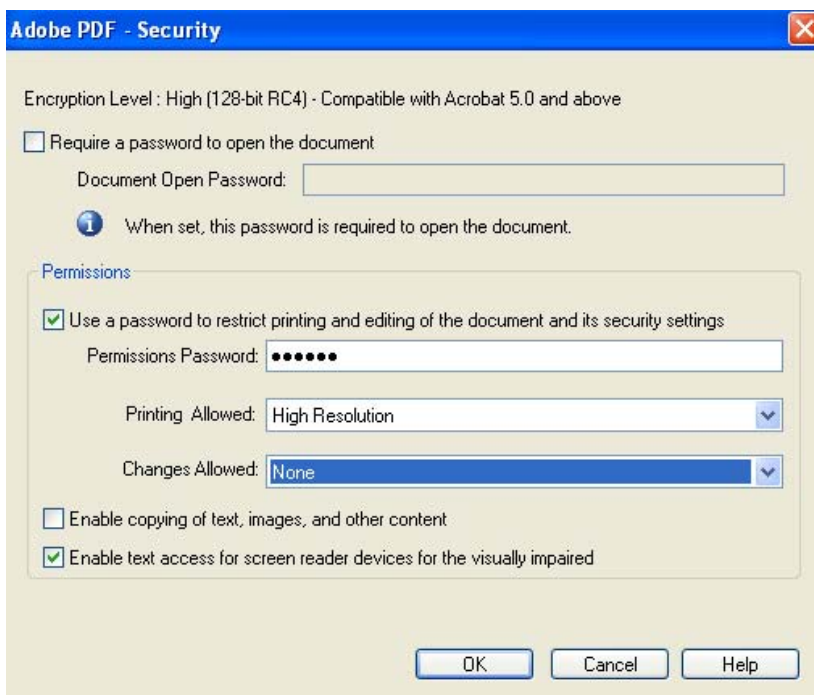 Adobe PDF - Security
Encryption Level : High (128-bit RC4) - Compatible with Acrobat 5.0 and above
Require a password to open the document
Document Open Password:
When set, this password is required to open the document.
Permissions
Use a password to restrict printing and editing of the document and its security settings
Permissions Password: ●●●●●●
Printing Allowed: High Resolution
Changes Allowed: None
Enable copying of text, images, and other content
Enable text access for screen reader devices for the visually impaired
OK Cancel Help